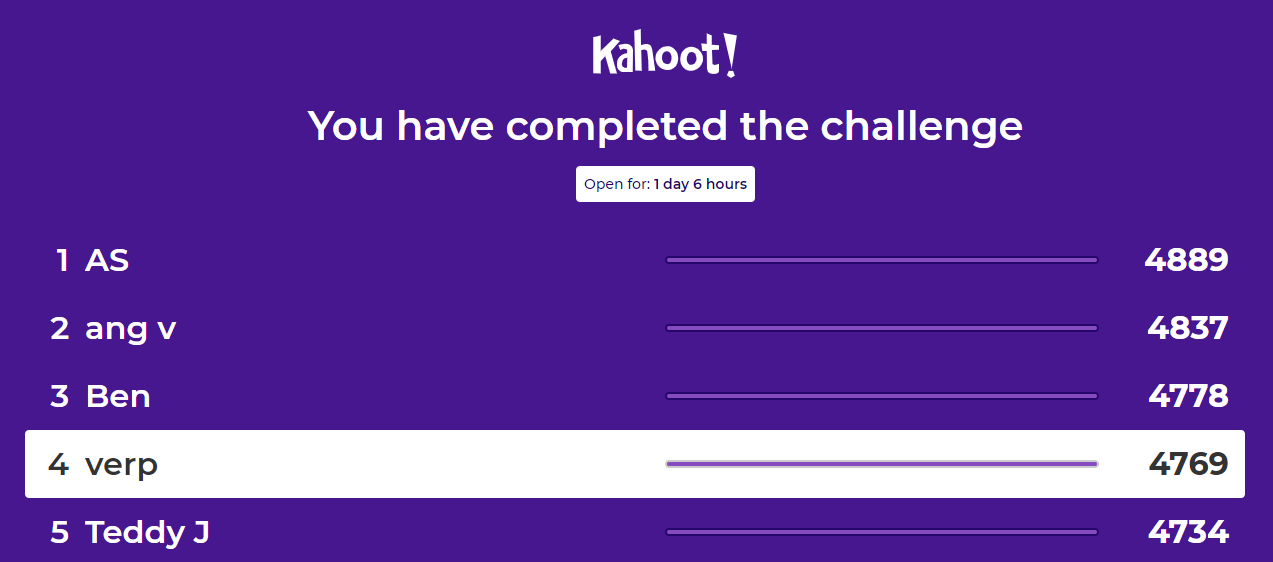 Kahoot!
You have completed the challenge
Open for: 1 day 6 hours
1 AS 4889
2 ang v 4837
3 Ben 4778
4 verp 4769
5 Teddy J 4734